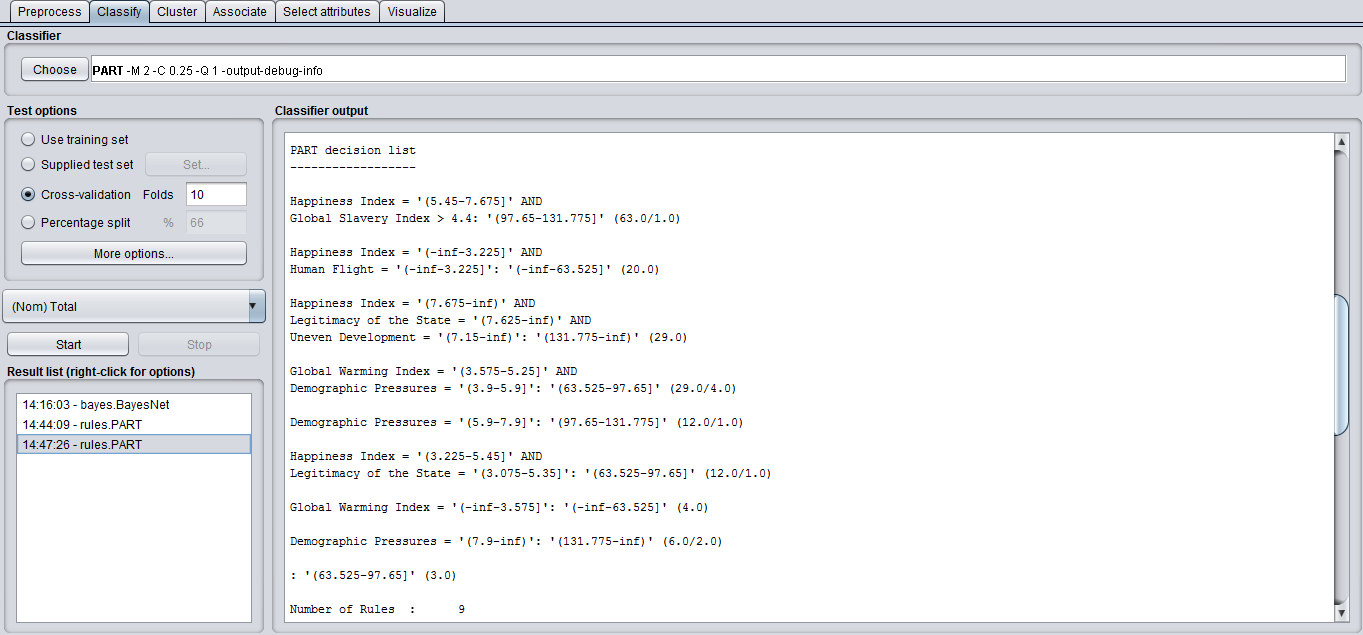 Preprocess Classify Cluster Associate Select attributes Visualize
Classifier
Choose PART -M 2 -C 0.25 -Q 1 -output-debug-info
Test options
Use training set
Supplied test set Set...
Cross-validation Folds 10
Percentage split % 66
More options...
(Nom) Total
Start Stop
Result list (right-click for options)
14:16:03 - bayes.BayesNet
14:44:09 - rules.PART
14:47:26 - rules.PART
Classifier output
PART decision list
------------------
Happiness Index = '(5.45-7.675]' AND
Global Slavery Index > 4.4: '(97.65-131.775]' (63.0/1.0)
Happiness Index = '(-inf-3.225]' AND
Human Flight = '(-inf-3.225]': '(-inf-63.525]' (20.0)
Happiness Index = '(7.675-inf)' AND
Legitimacy of the State = '(7.625-inf)' AND
Uneven Development = '(7.15-inf)': '(131.775-inf)' (29.0)
Global Warming Index = '(3.575-5.25]' AND
Demographic Pressures = '(3.9-5.9]': '(63.525-97.65]' (29.0/4.0)
Demographic Pressures = '(5.9-7.9]': '(97.65-131.775]' (12.0/1.0)
Happiness Index = '(3.225-5.45]' AND
Legitimacy of the State = '(3.075-5.35]': '(63.525-97.65]' (12.0/1.0)
Global Warming Index = '(-inf-3.575]': '(-inf-63.525]' (4.0)
Demographic Pressures = '(7.9-inf)': '(131.775-inf)' (6.0/2.0)
: '(63.525-97.65]' (3.0)
Number of Rules : 9